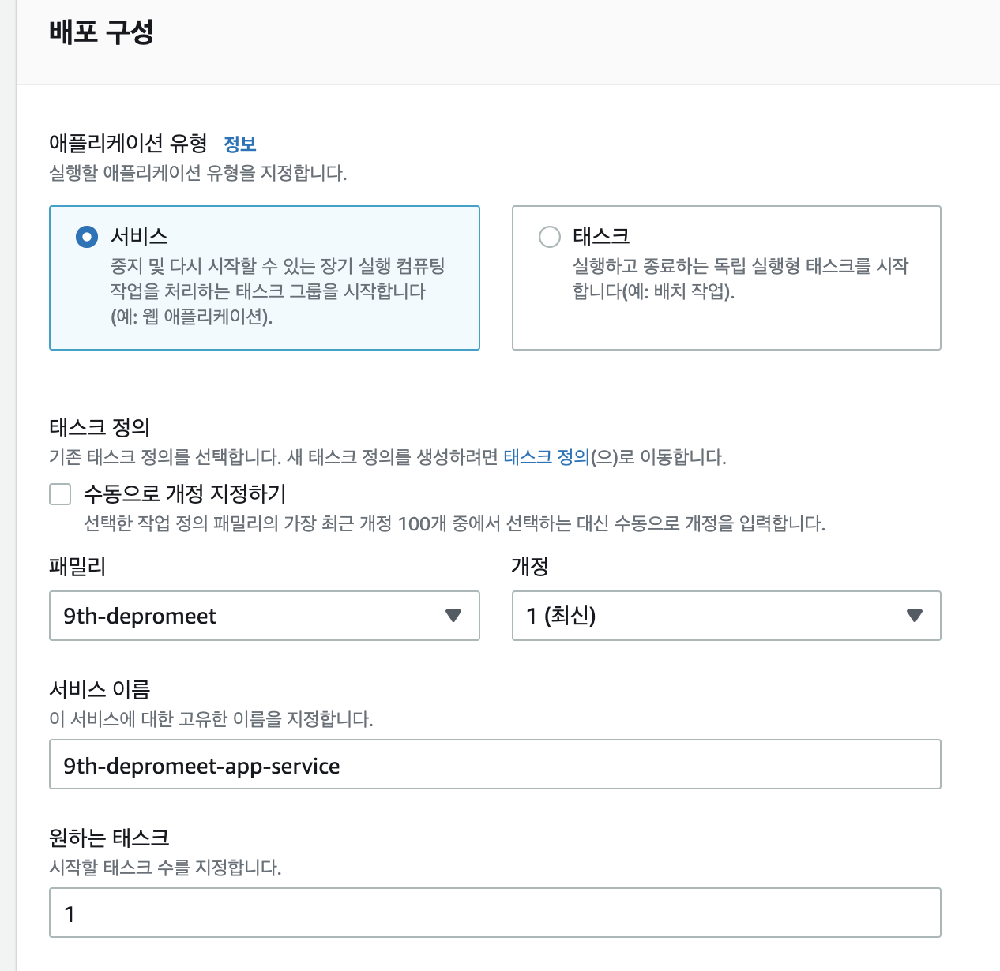 배포 구성
애플리케이션 유형 정보
실행할 애플리케이션 유형을 지정합니다.
서비스
중지 및 다시 시작할 수 있는 장기 실행 컴퓨팅
작업을 처리하는 태스크 그룹을 시작합니다
(예: 웹 애플리케이션).
태스크
실행하고 종료하는 독립 실행형 태스크를 시작
합니다(예: 배치 작업).
태스크 정의
기존 태스크 정의를 선택합니다. 새 태스크 정의를 생성하려면 태스크 정의(으)로 이동합니다.
수동으로 개정 지정하기
선택한 작업 정의 패밀리의 가장 최근 개정 100개 중에서 선택하는 대신 수동으로 개정을 입력합니다.
패밀리
9th-depromeet
개정
1 (최신)
서비스 이름
이 서비스에 대한 고유한 이름을 지정합니다.
9th-depromeet-app-service
원하는 태스크
시작할 태스크 수를 지정합니다.
1